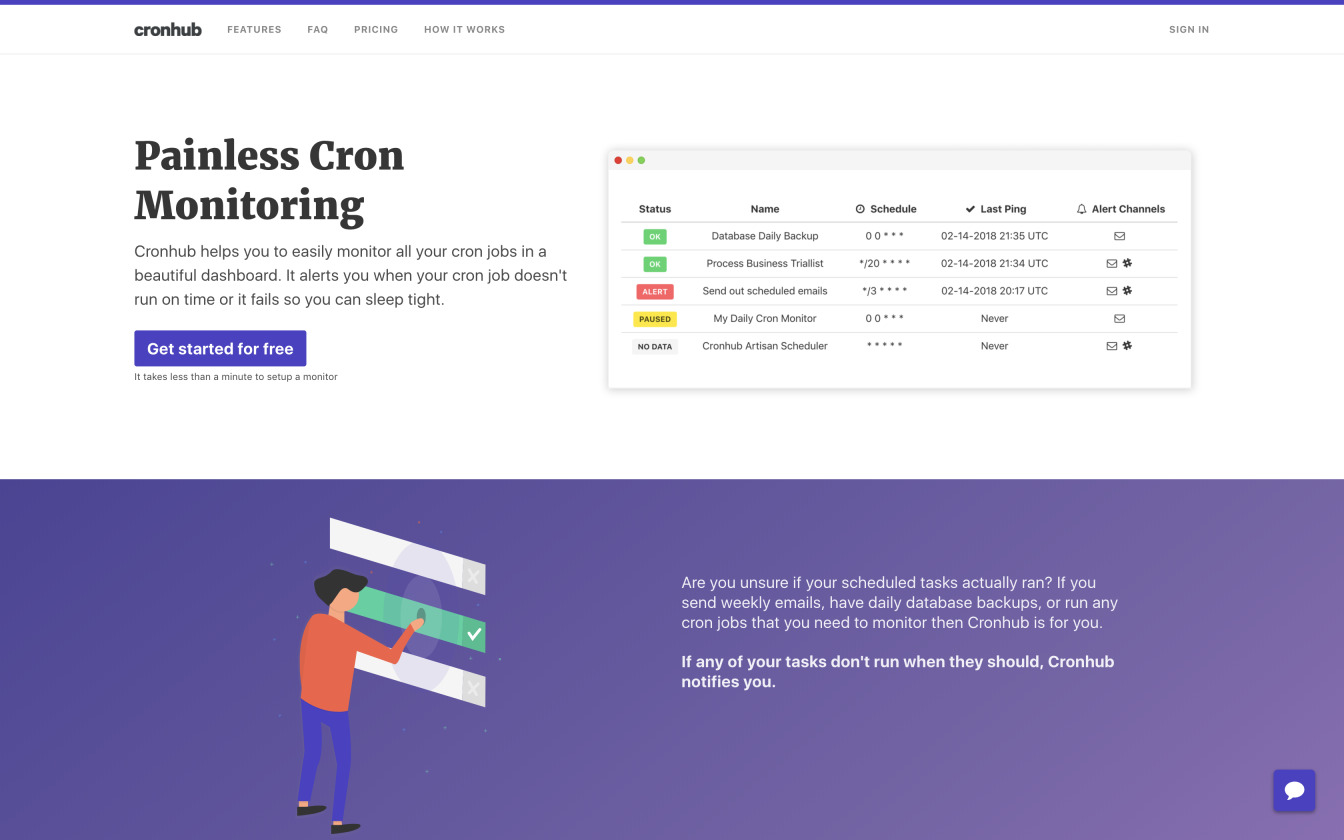 cronhub FEATURES FAQ PRICING HOW IT WORKS SIGN IN
Painless Cron
Monitoring
Cronhub helps you to easily monitor all your cron jobs in a
beautiful dashboard. It alerts you when your cron job doesn't
run on time or it fails so you can sleep tight.
Get started for free
It takes less than a minute to setup a monitor
Status Name Schedule Last Ping Alert Channels
OK Database Daily Backup 0 0 * * * 02-14-2018 21:35 UTC
OK Process Business Triallist */20 * * * * 02-14-2018 21:34 UTC
ALERT Send out scheduled emails */3 * * * * 02-14-2018 20:17 UTC
PAUSED My Daily Cron Monitor 0 0 * * * Never
NO DATA Cronhub Artisan Scheduler * * * * * Never
Are you unsure if your scheduled tasks actually ran? If you
send weekly emails, have daily database backups, or run any
cron jobs that you need to monitor then Cronhub is for you.
If any of your tasks don't run when they should, Cronhub
notifies you.